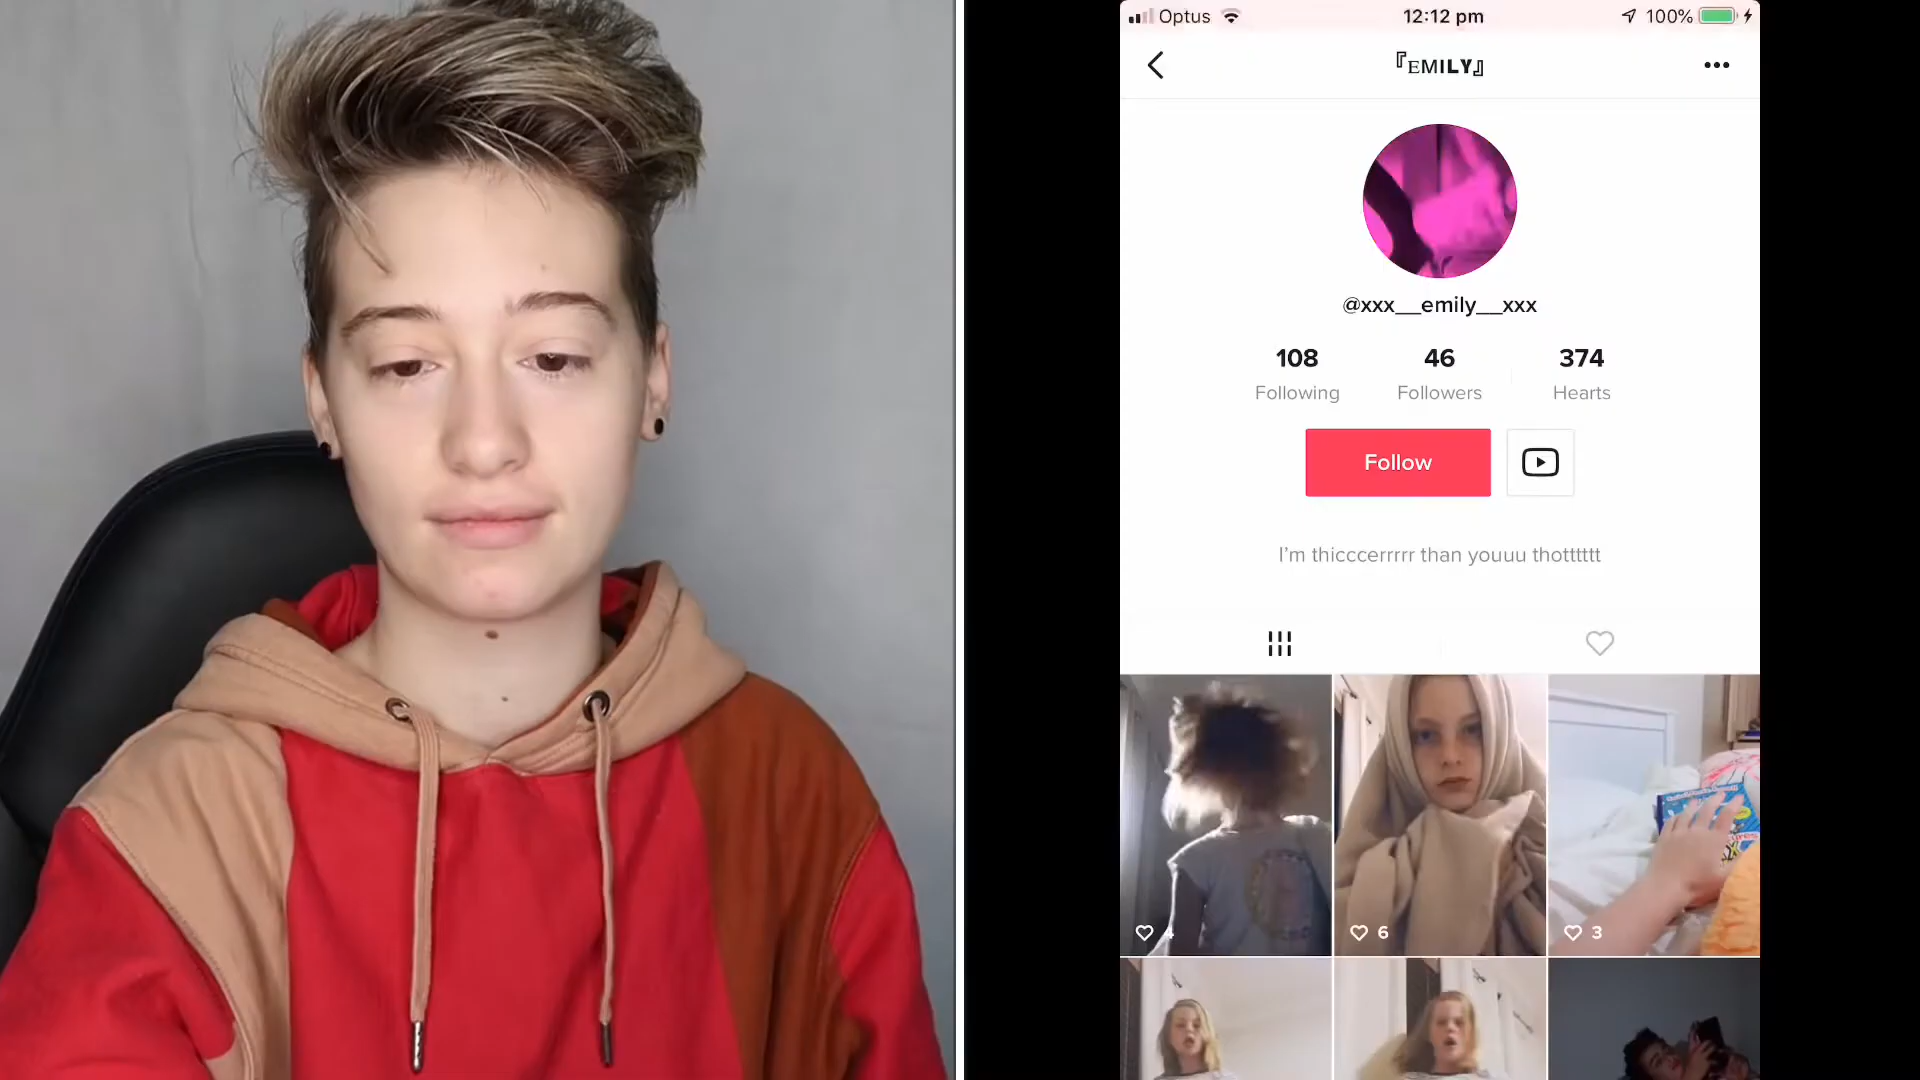 Optus
12:12 pm
100%
『EMILY』
@xxx__emily__xxx
108
46
374
Following
Followers
Hearts
Follow
I'm thicccerrrrr than youuu thotttttt
4
6
3